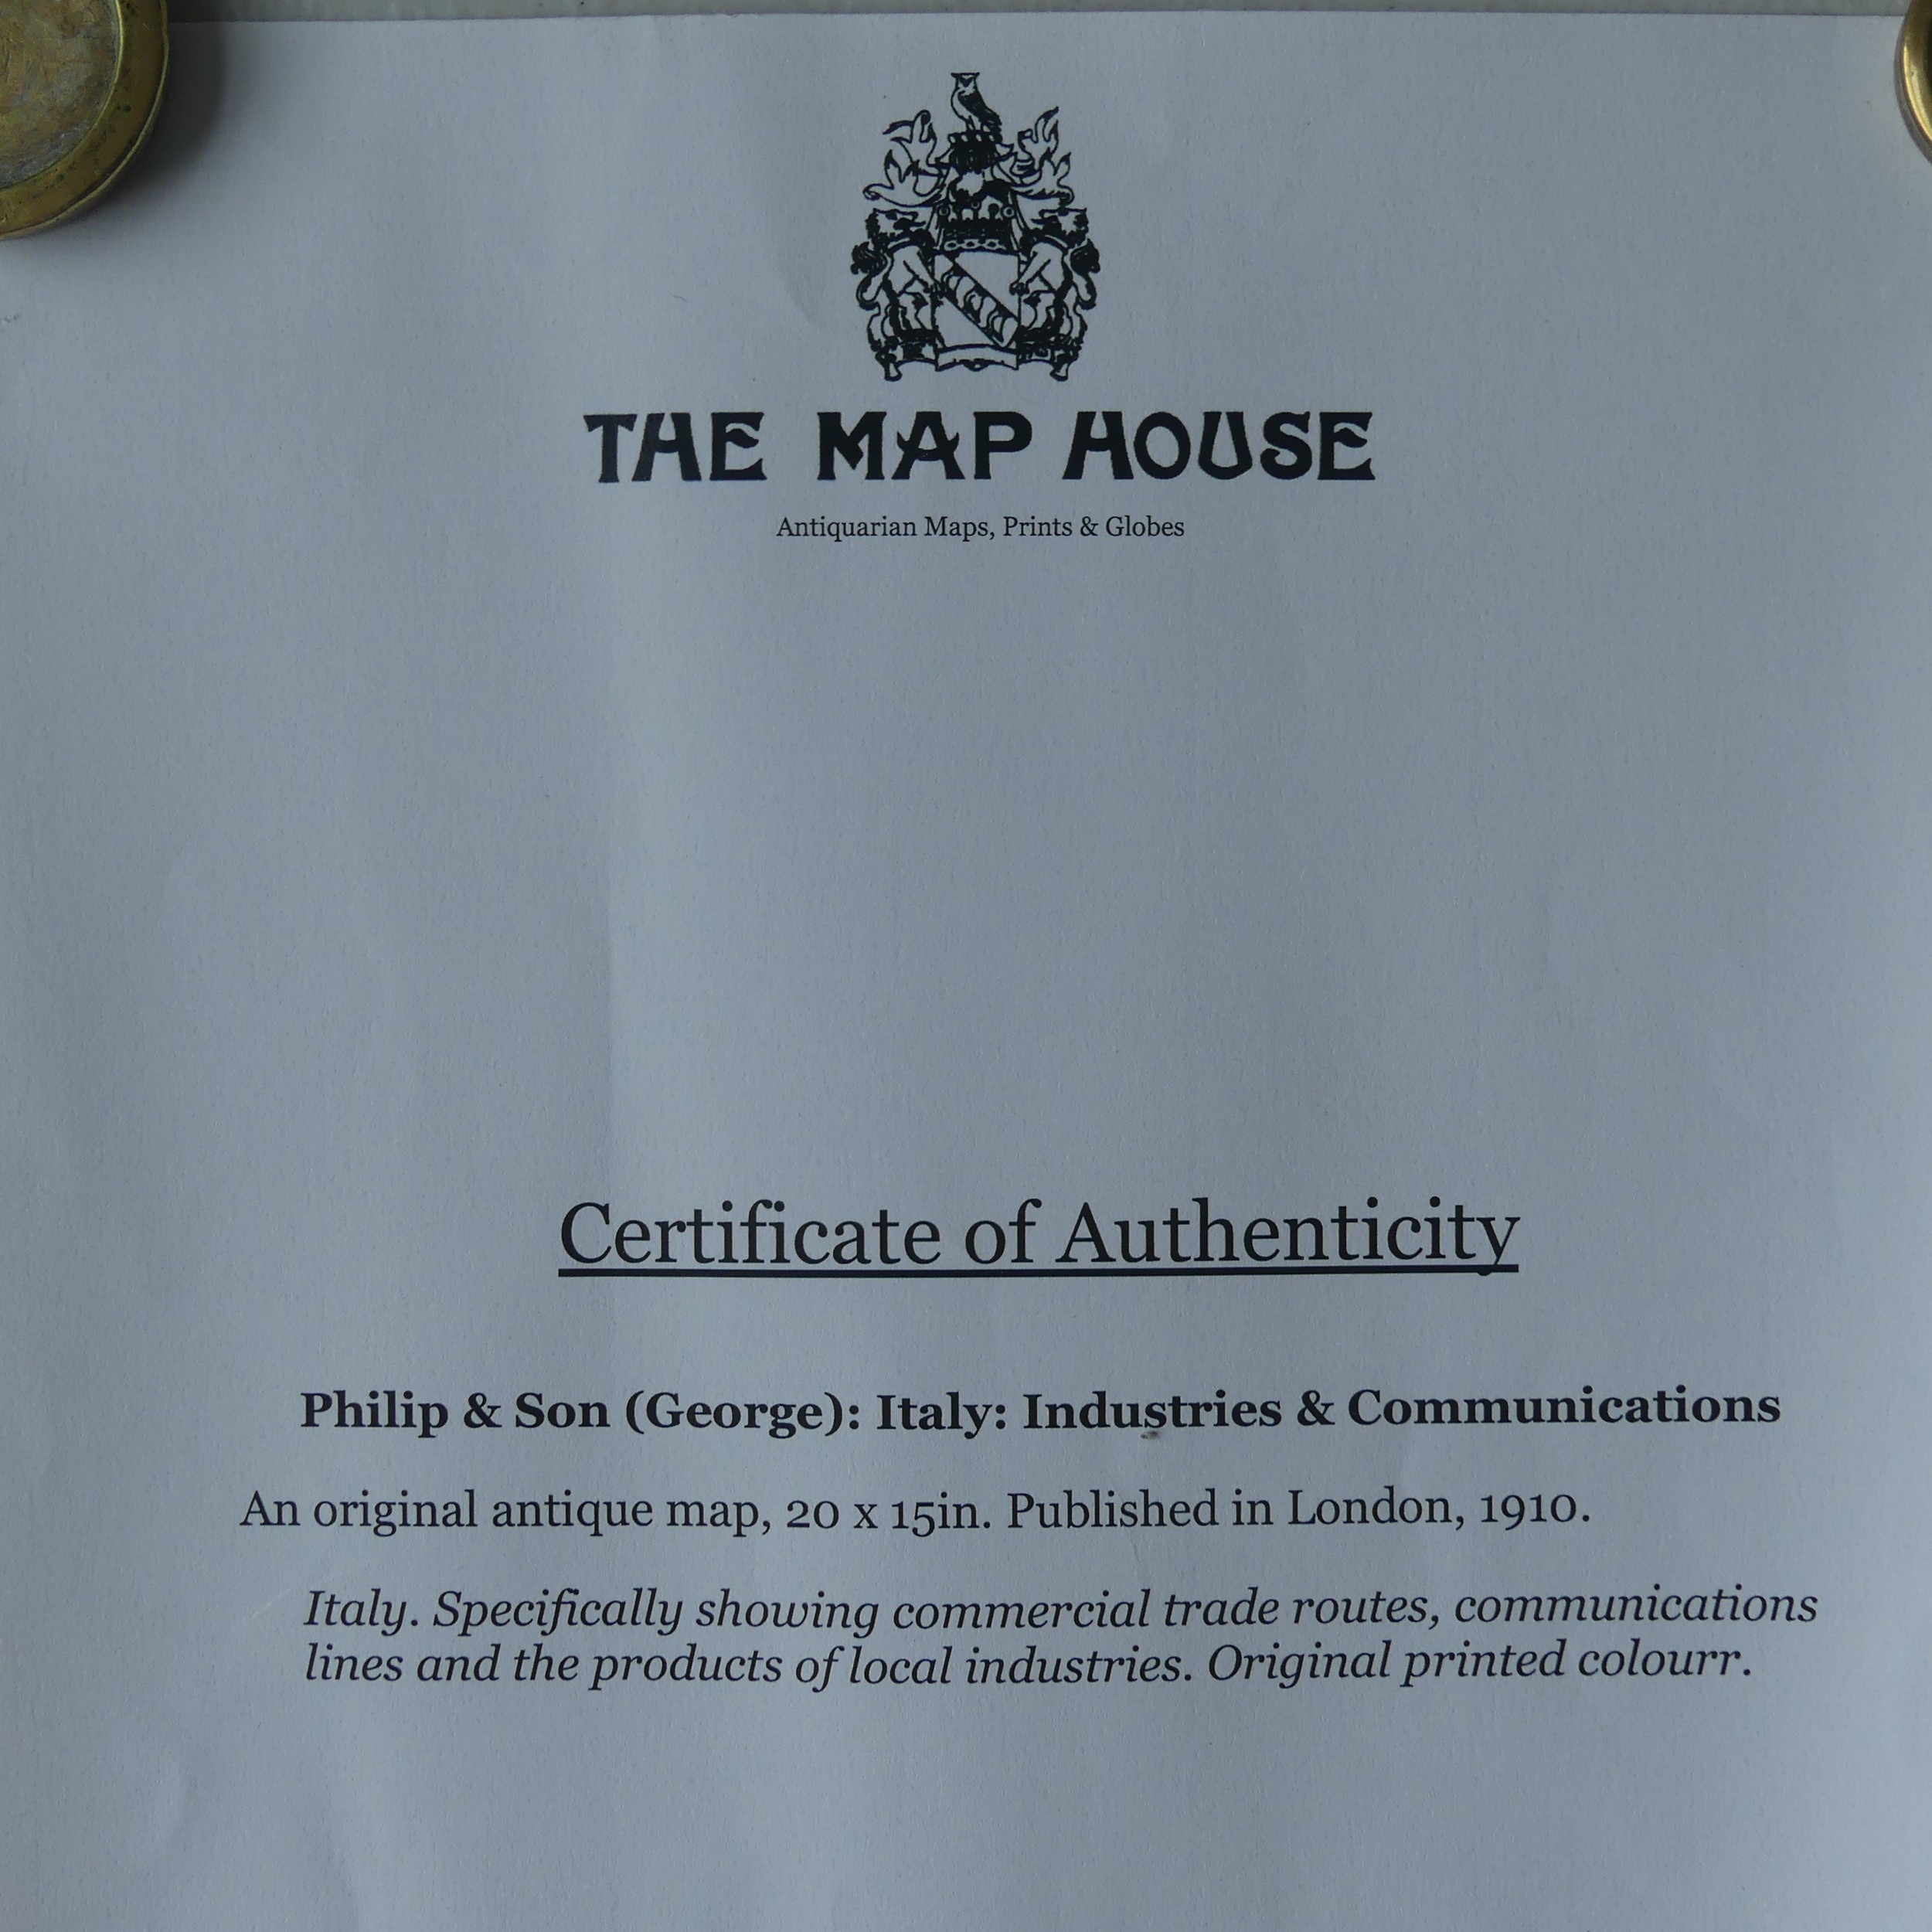 THE MAP HOUSE
Antiquarian Maps, Prints & Globes
Certificate of Authenticity
Philip & Son (George): Italy: Industries & Communications
An original antique map, 20 x 15in. Published in London, 1910.
Italy. Specifically showing commercial trade routes, communications
lines and the products of local industries. Original printed colourr.